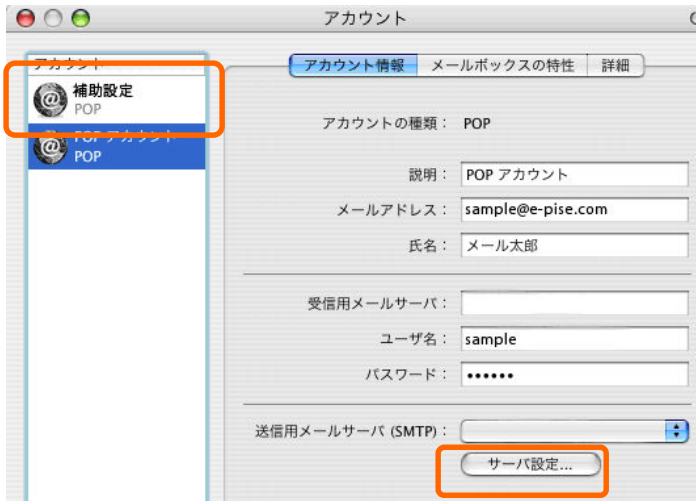 アカウント
アカウント
補助設定
POP
POP アカウント
POP
アカウント情報 メールボックスの特性 詳細
アカウントの種類： POP
説明： POP アカウント
メールアドレス： sample@e-pise.com
氏名： メール太郎
受信用メールサーバ：
ユーザ名： sample
パスワード： ••••••
送信用メールサーバ (SMTP)：
サーバ設定...